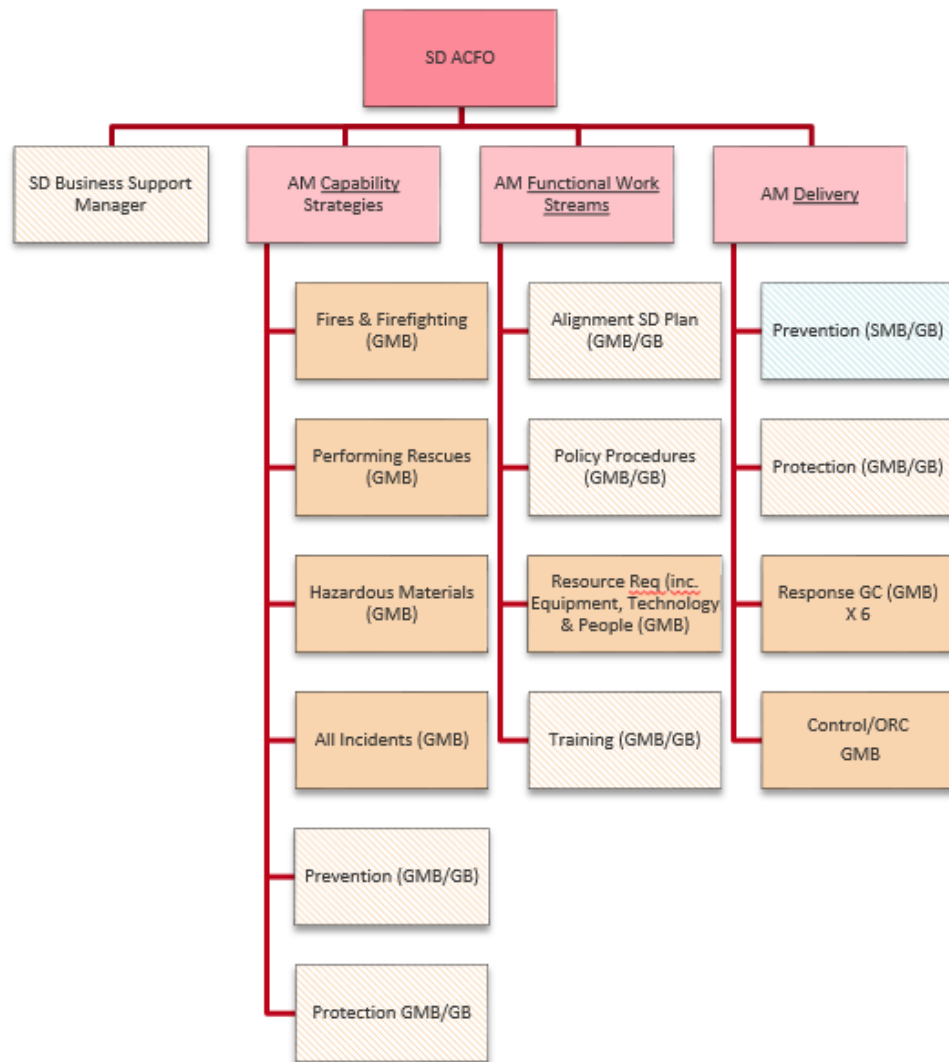 SD ACFO
SD Business Support
Manager
AM Capability
Strategies
AM Functional Work
Streams
AM Delivery
Fires & Firefighting
(GMB)
Performing Rescues
(GMB)
Hazardous Materials
(GMB)
All Incidents (GMB)
Prevention (GMB/GB)
Protection GMB/GB
Alignment SD Plan
(GMB/GB
Policy Procedures
(GMB/GB)
Resource Req (inc.
Equipment, Technology
& People (GMB)
Training (GMB/GB)
Prevention (SMB/GB)
Protection (GMB/GB)
Response GC (GMB)
X 6
Control/ORC
GMB